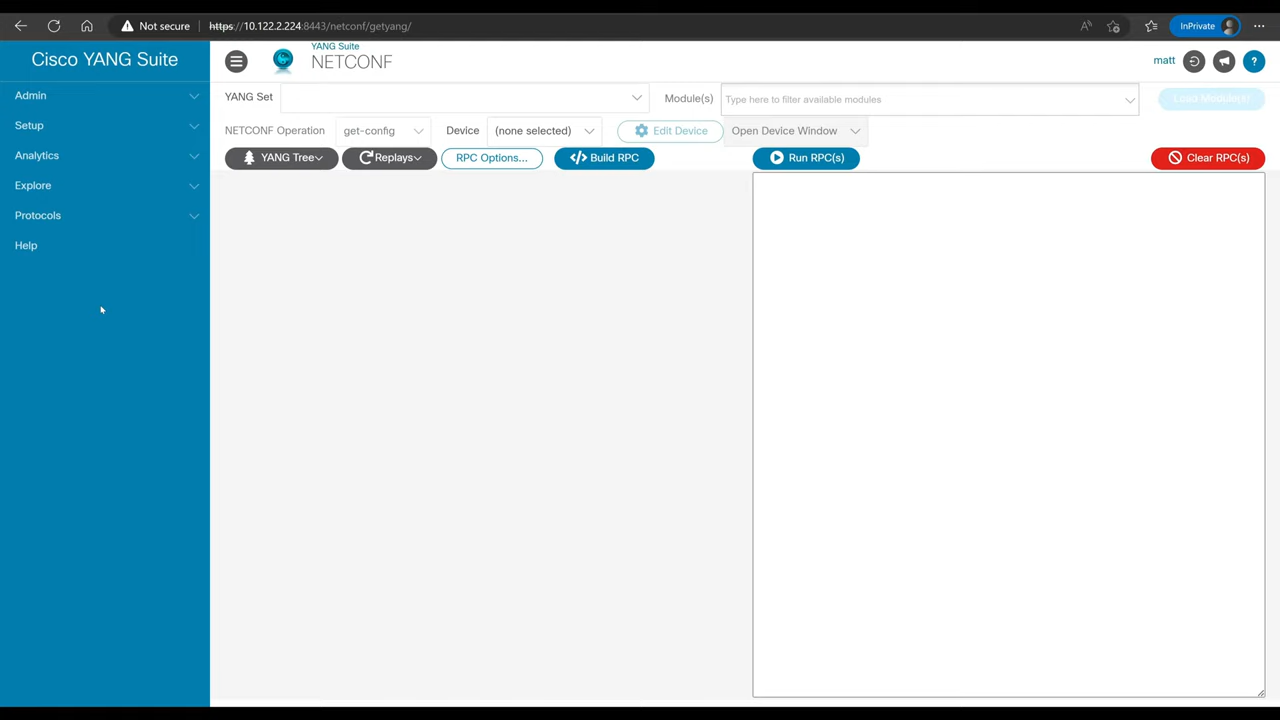 Not secure https://10.122.2.224:8443/netconf/getyang/ InPrivate
Cisco YANG Suite
Admin
Setup
Analytics
Explore
Protocols
Help
YANG Suite
NETCONF
matt ?
YANG Set Module(s) Type here to filter available modules Load Module(s)
NETCONF Operation get-config Device (none selected) Edit Device Open Device Window
YANG Tree Replays RPC Options... </> Build RPC Run RPC(s) Clear RPC(s)